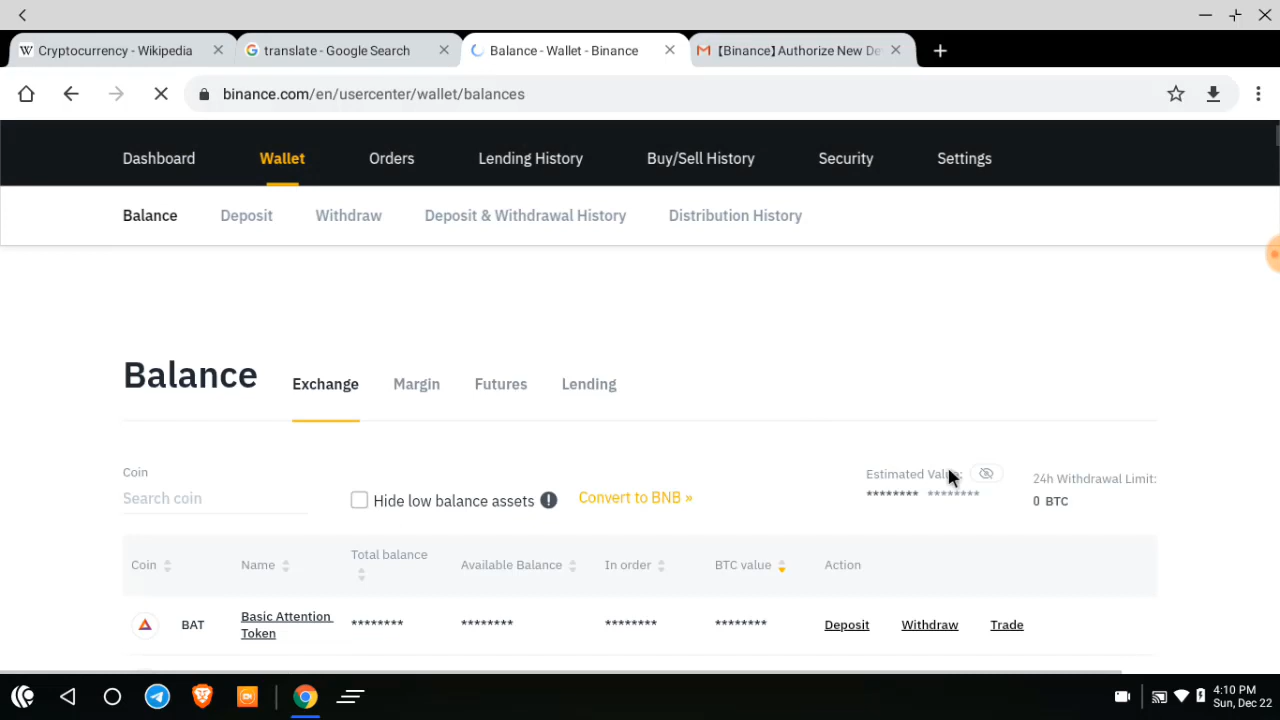 Cryptocurrency - Wikipedia
translate - Google Search
Balance - Wallet - Binance
【Binance】Authorize New De
binance.com/en/usercenter/wallet/balances
Dashboard Wallet Orders Lending History Buy/Sell History Security Settings
Balance Deposit Withdraw Deposit & Withdrawal History Distribution History
Balance Exchange Margin Futures Lending
Coin
Search coin
Hide low balance assets
Convert to BNB »
Estimated Value:
******** ********
24h Withdrawal Limit:
0 BTC
Coin Name Total balance Available Balance In order BTC value Action
BAT Basic Attention
Token ******** ******** ******** ******** Deposit Withdraw Trade
4:10 PM
Sun, Dec 22